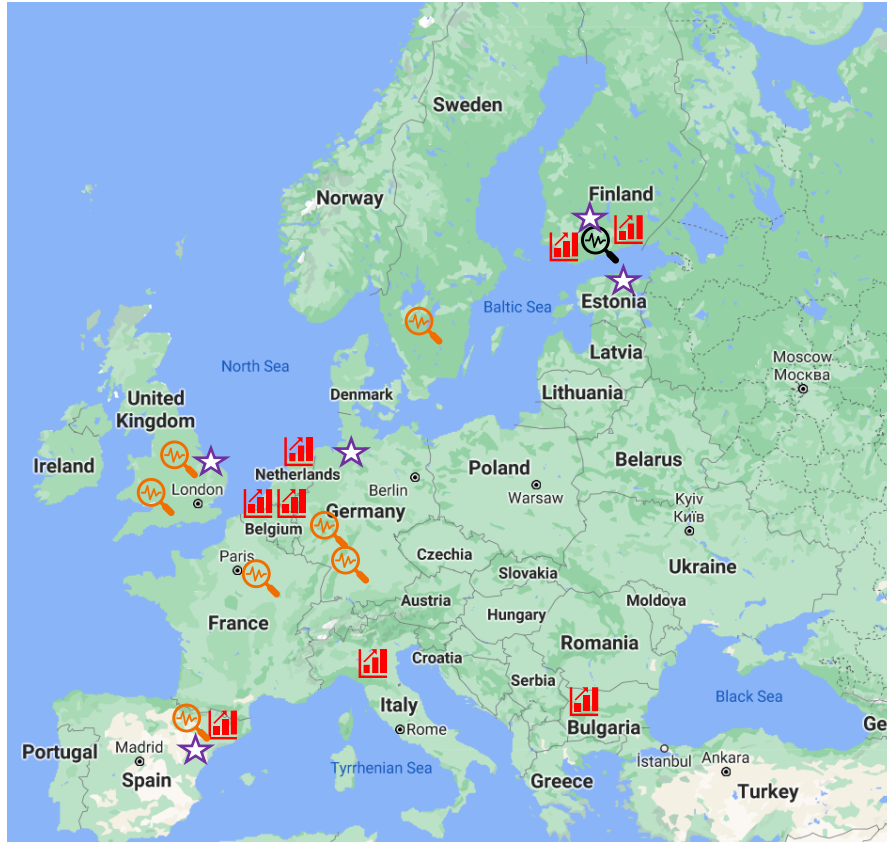 Sweden
Finland
Norway
Estonia
Baltic Sea
Latvia
Moscow
Москва
North Sea
Denmark
Lithuania
United
Kingdom
Ireland
Netherlands
Poland
Belarus
London
Berlin
Warsaw
Kyiv
Київ
Germany
Belgium
Paris
Czechia
Ukraine
Slovakia
Austria
Moldova
France
Hungary
Romania
Croatia
Serbia
Black Sea
Italy
Bulgaria
Ge
Rome
Portugal
Madrid
Spain
İstanbul
Ankara
Tyrrhenian Sea
Greece
Turkey